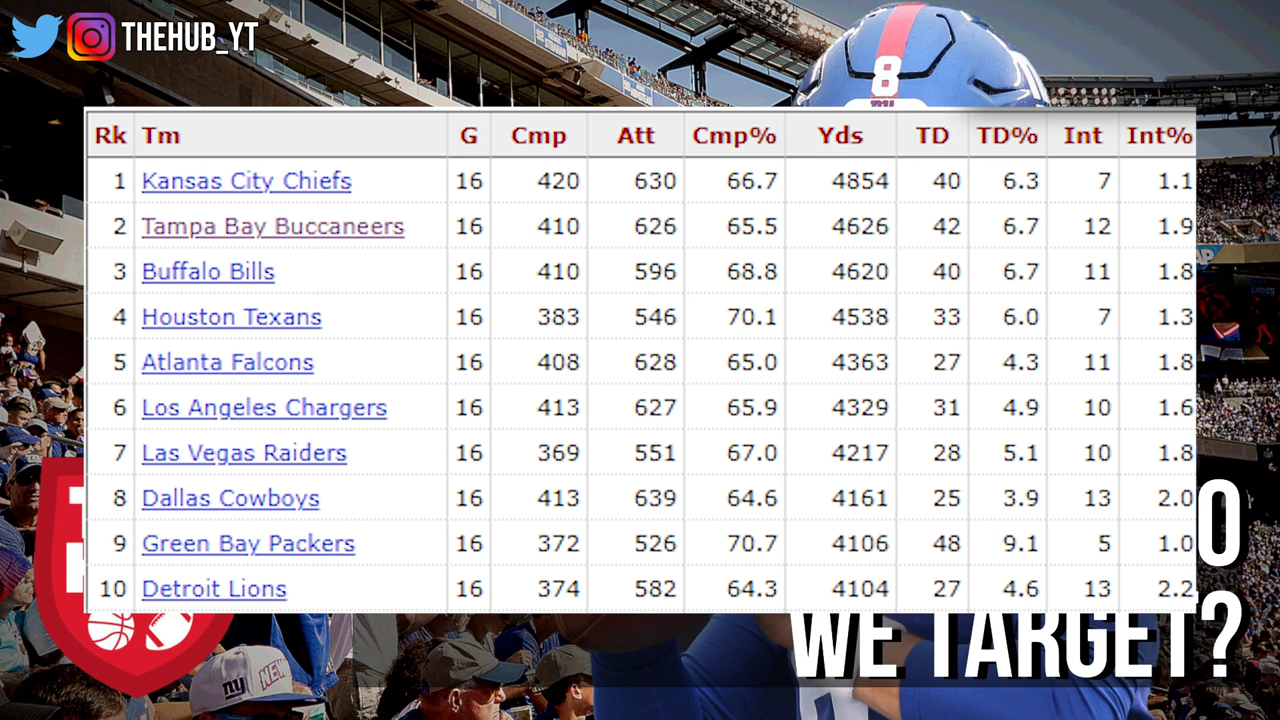 THEHUB_YT
8
Rk Tm G Cmp Att Cmp% Yds TD TD% Int Int%
1 Kansas City Chiefs 16 420 630 66.7 4854 40 6.3 7 1.1
2 Tampa Bay Buccaneers 16 410 626 65.5 4626 42 6.7 12 1.9
3 Buffalo Bills 16 410 596 68.8 4620 40 6.7 11 1.8
4 Houston Texans 16 383 546 70.1 4538 33 6.0 7 1.3
5 Atlanta Falcons 16 408 628 65.0 4363 27 4.3 11 1.8
6 Los Angeles Chargers 16 413 627 65.9 4329 31 4.9 10 1.6
7 Las Vegas Raiders 16 369 551 67.0 4217 28 5.1 10 1.8
8 Dallas Cowboys 16 413 639 64.6 4161 25 3.9 13 2.0
9 Green Bay Packers 16 372 526 70.7 4106 48 9.1 5 1.0
10 Detroit Lions 16 374 582 64.3 4104 27 4.6 13 2.2
WE TARGET?
ny NEW